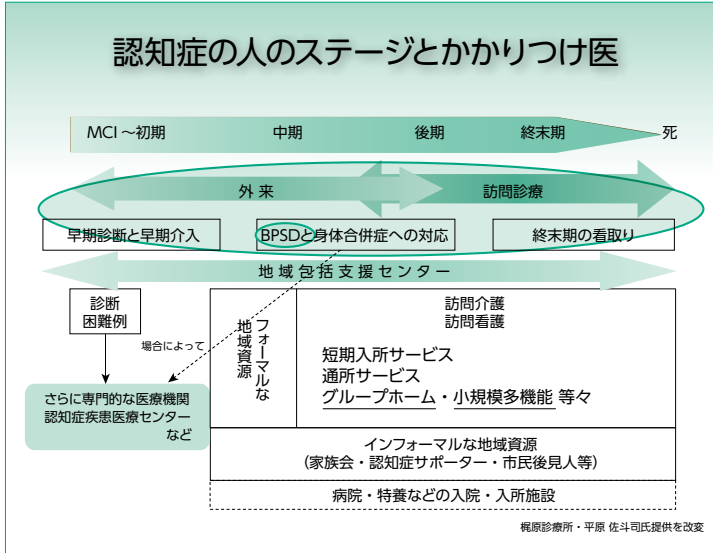 認知症の人のステージとかかりつけ医
MCI～初期 中期 後期 終末期 死
外来 訪問診療
早期診断と早期介入 BPSDと身体合併症への対応 終末期の看取り
地域包括支援センター
診断
困難例
場合によって
さらに専門的な医療機関
認知症疾患医療センター
など
フォーマルな
地域資源
訪問介護
訪問看護
短期入所サービス
通所サービス
グループホーム・小規模多機能 等々
インフォーマルな地域資源
（家族会・認知症サポーター・市民後見人等）
病院・特養などの入院・入所施設
梶原診療所・平原 佐斗司氏提供を改変